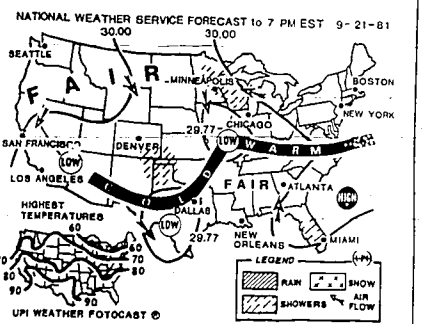 NATIONAL WEATHER SERVICE FORECAST to 7 PM EST 9-21-81
30.00 30.00
SEATTLE
FAIR
MINNEAPOLIS
BOSTON
NEW YORK
CHICAGO
SAN FRANCISCO
29.77
LOW
WARM
DENVER
LOW
LOS ANGELES
COLD
FAIR
ATLANTA
HIGH
DALLAS
LOW
29.77
NEW ORLEANS
MIAMI
HIGHEST TEMPERATURES
60
60
70
70
80
80
90
90
UPI WEATHER FOTOCAST ©
LEGEND
RAIN
SNOW
SHOWERS
AIR FLOW